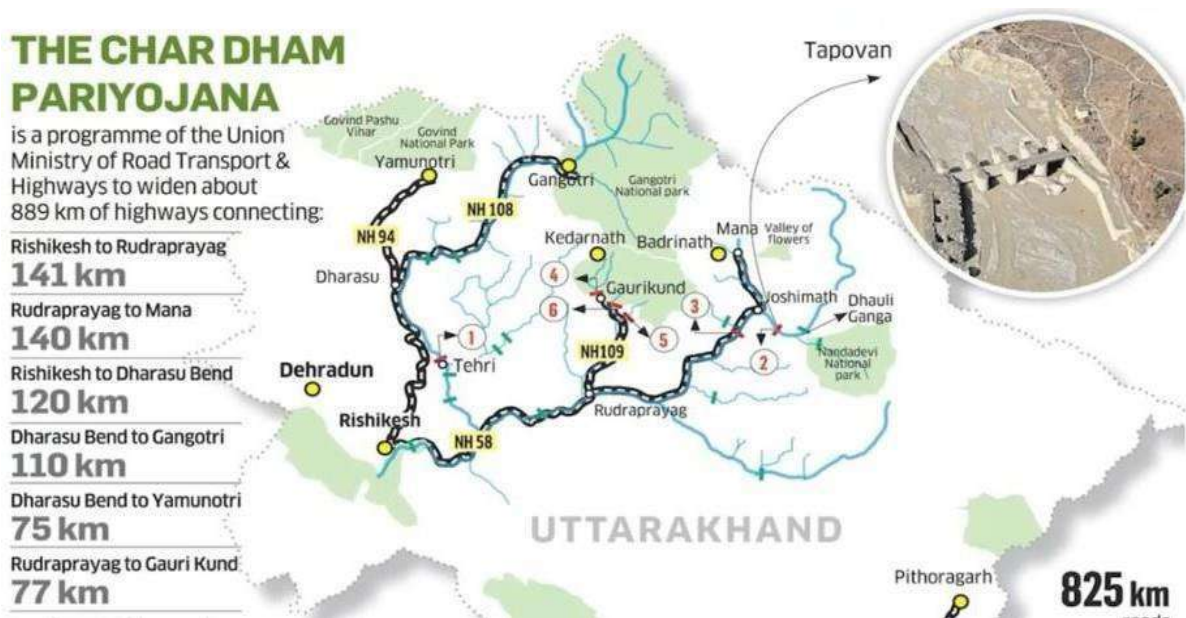 THE CHAR DHAM
PARIYOJANA
is a programme of the Union
Ministry of Road Transport &
Highways to widen about
889 km of highways connecting:
Rishikesh to Rudraprayag
141 km
Rudraprayag to Mana
140 km
Rishikesh to Dharasu Bend
120 km
Dharasu Bend to Gangotri
110 km
Dharasu Bend to Yamunotri
75 km
Rudraprayag to Gauri Kund
77 km
Tapovan
Govind Pashu
Vihar
Govind
National Park
Yamunotri
Gangotri
Gangotri
National park
NH 108
NH 94
Kedarnath
Badrinath
Mana
Valley of
flowers
Dharasu
4
Gaurikund
Joshimath
Dhauli
Ganga
6
3
5
1
2
NH109
Tehri
Nandadevi
National
park
Dehradun
Rudraprayag
Rishikesh
NH 58
UTTARAKHAND
Pithoragarh
825 km